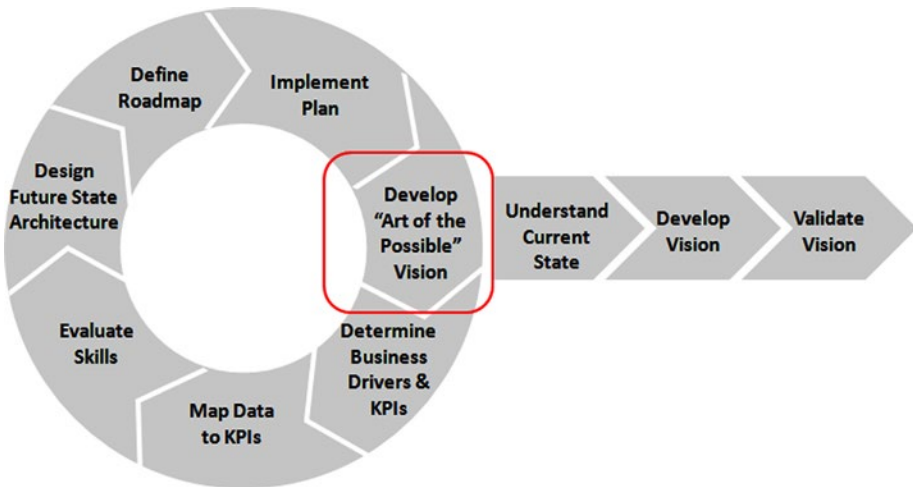 Define
Roadmap
Implement
Plan
Design
Future State
Architecture
Develop
“Art of the
Possible”
Vision
Understand
Current
State
Develop
Vision
Validate
Vision
Evaluate
Skills
Determine
Business
Drivers &
KPIs
Map Data
to KPIs